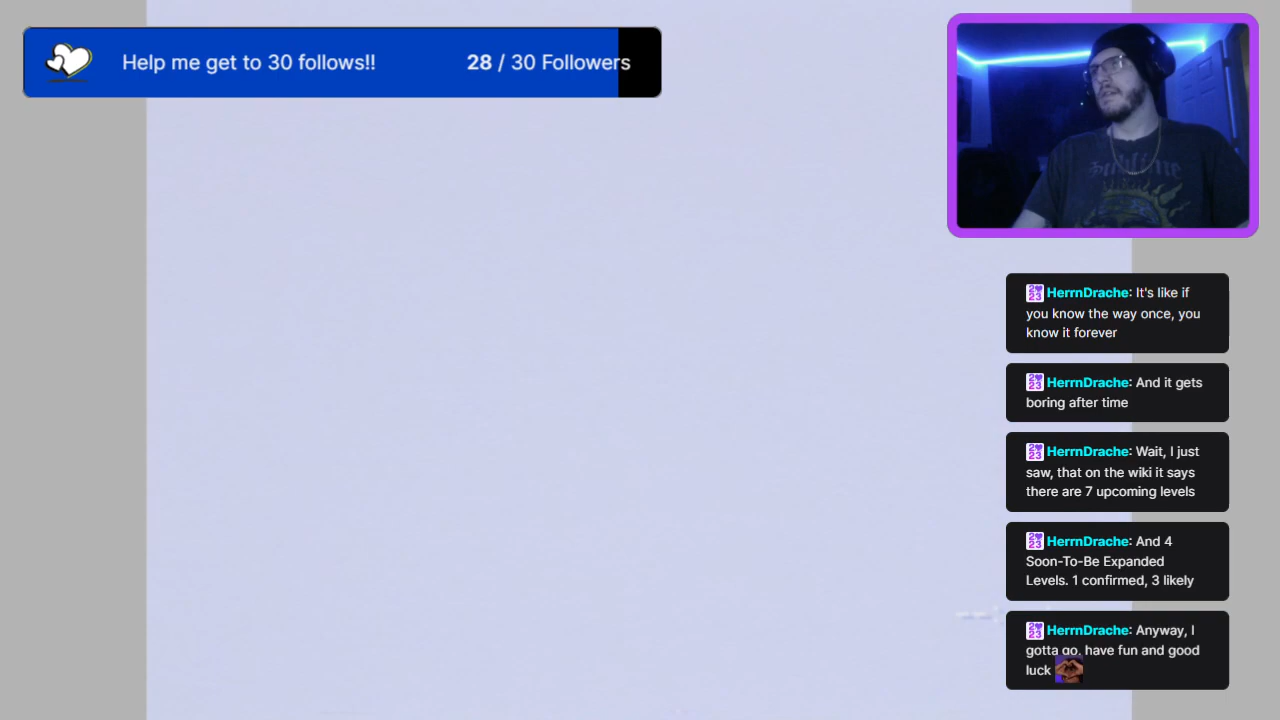 Help me get to 30 follows!! 28 / 30 Followers
Sublime
HerrnDrache: It's like if
you know the way once, you
know it forever
HerrnDrache: And it gets
boring after time
HerrnDrache: Wait, I just
saw, that on the wiki it says
there are 7 upcoming levels
HerrnDrache: And 4
Soon-To-Be Expanded
Levels. 1 confirmed, 3 likely
HerrnDrache: Anyway, I
gotta go, have fun and good
luck